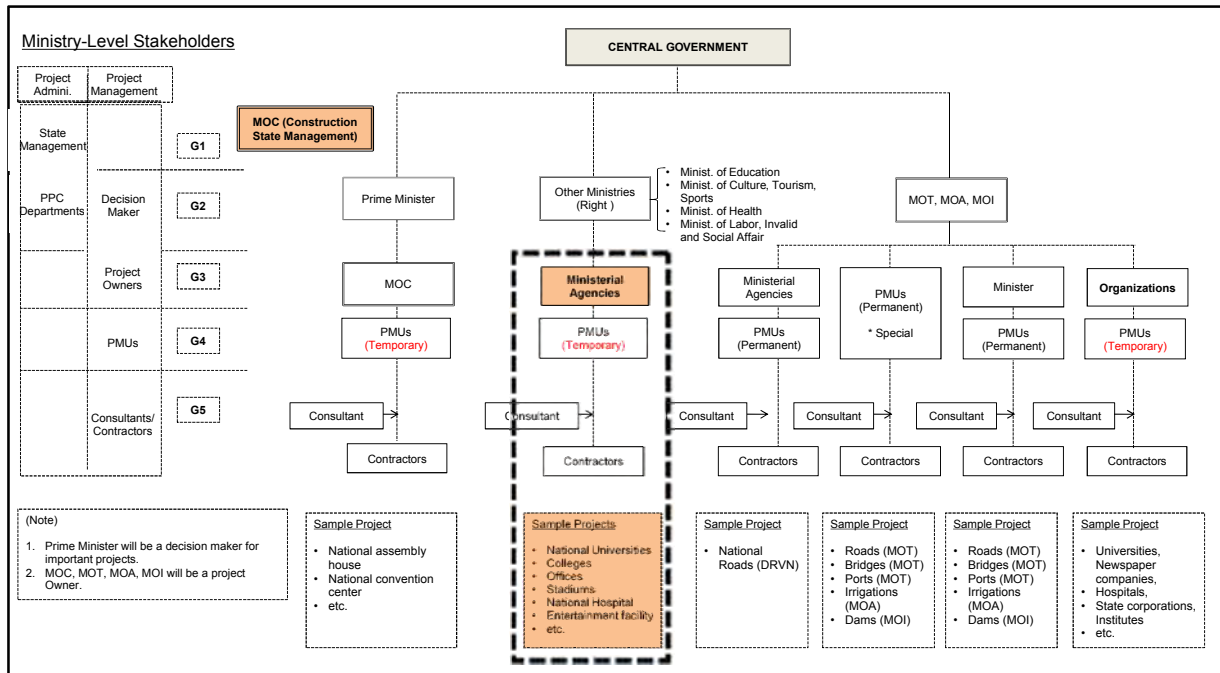 Ministry-Level Stakeholders
CENTRAL GOVERNMENT
Project
Admini.
Project
Management
MOC (Construction
State Management)
State
Management
G1
PPC
Departments
Decision
Maker
G2
Project
Owners
G3
PMUs
G4
Consultants/
Contractors
G5
Prime Minister
Other Ministries
(Right )
• Minist. of Education
• Minist. of Culture, Tourism,
Sports
• Minist. of Health
• Minist. of Labor, Invalid
and Social Affair
MOT, MOA, MOI
MOC
Ministerial
Agencies
Ministerial
Agencies
PMUs
(Permanent)
* Special
Minister
Organizations
PMUs
(Temporary)
PMUs
(Temporary)
PMUs
(Permanent)
PMUs
(Permanent)
PMUs
(Temporary)
Consultant
Consultant
Consultant
Consultant
Consultant
Consultant
Contractors
Contractors
Contractors
Contractors
Contractors
Contractors
(Note)
1. Prime Minister will be a decision maker for
important projects.
2. MOC, MOT, MOA, MOI will be a project
Owner.
Sample Project
• National assembly
house
• National convention
center
• etc.
Sample Projects
• National Universities
• Colleges
• Offices
• Stadiums
• National Hospital
• Entertainment facility
• etc.
Sample Project
• National
Roads (DRVN)
Sample Project
• Roads (MOT)
• Bridges (MOT)
• Ports (MOT)
• Irrigations
(MOA)
• Dams (MOI)
Sample Project
• Roads (MOT)
• Bridges (MOT)
• Ports (MOT)
• Irrigations
(MOA)
• Dams (MOI)
Sample Project
• Universities,
Newspaper
companies,
• Hospitals,
• State corporations,
Institutes
• etc.